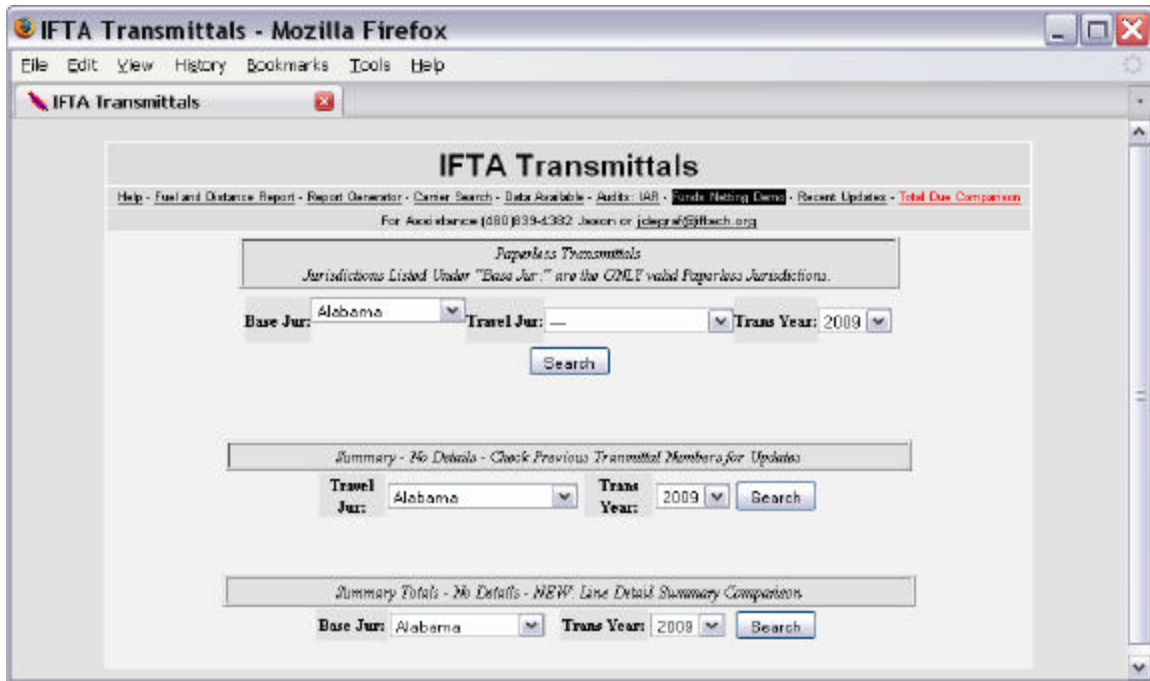 IFTA Transmittals - Mozilla Firefox
File Edit View History Bookmarks Tools Help
IFTA Transmittals
IFTA Transmittals
Help - Fuel and Distance Report - Report Generator - Carrier Search - Data Available - Audits: IAR - Funds Netting Demo - Recent Updates - Total Due Comparison
For Assistance (480)839-4382 Jason or jdegraf@iftach.org
Paperless Transmittals
Jurisdictions Listed Under "Base Jur:" are the ONLY valid Paperless Jurisdictions.
Base Jur: Alabama Travel Jur: --- Trans Year: 2009
Search
Summary - No Details - Check Previous Transmittal Numbers for Updates
Travel Jur: Alabama Trans Year: 2009 Search
Summary Totals - No Details - NEW: Line Detail Summary Comparison
Base Jur: Alabama Trans Year: 2009 Search